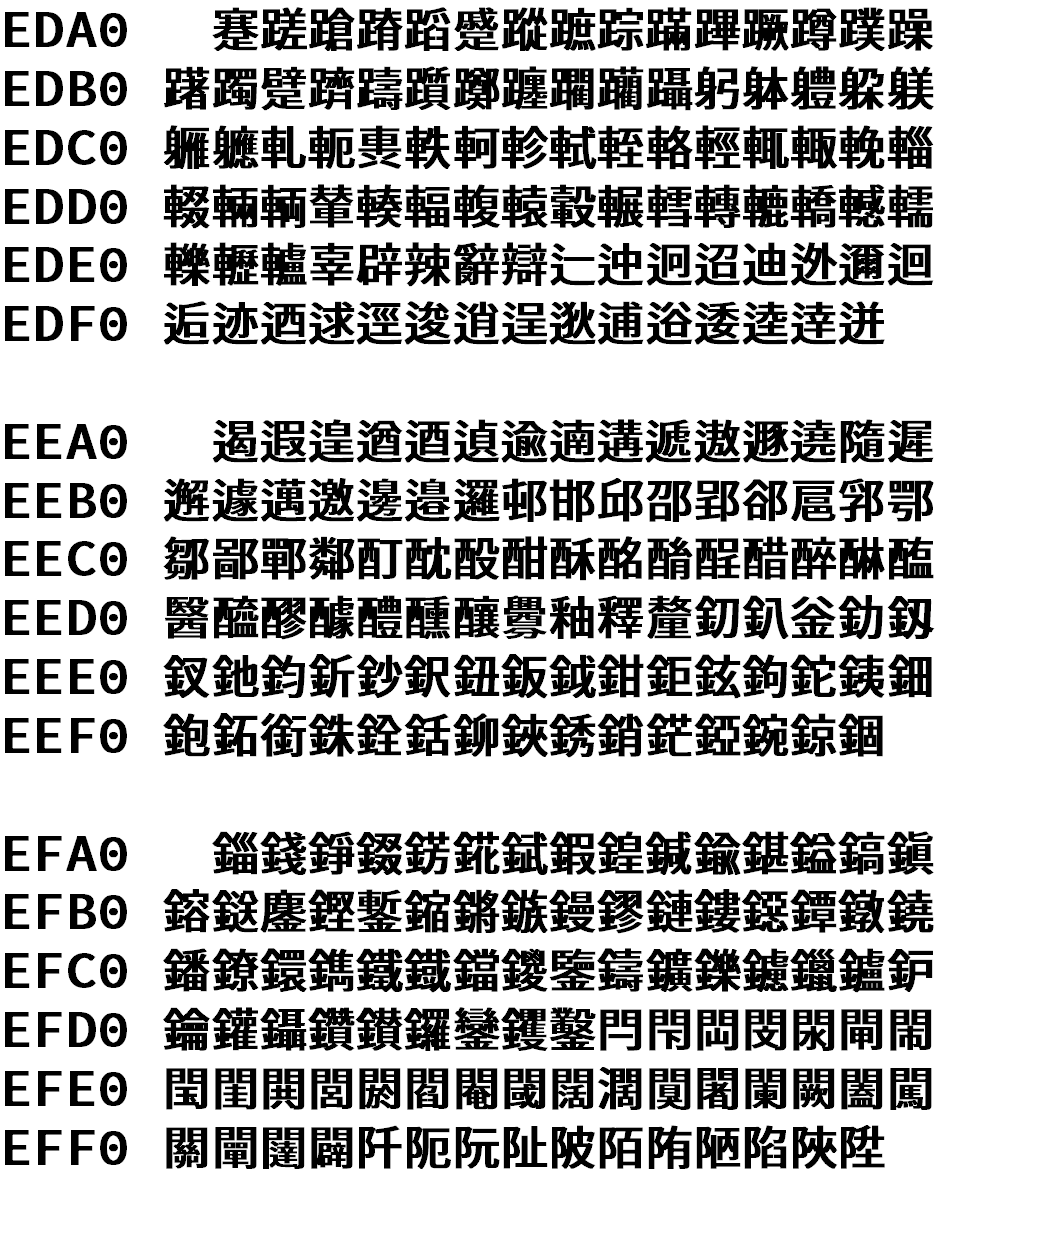 EDA0 蹇蹉蹌蹐蹈蹙蹤蹠踪蹣蹕蹶蹲蹼躁
EDB0 躇躅躄躋躊躓躑躔躙躪躡躬躰軆躱躾
EDC0 軅軈軋軛軣軼軻軫軾輊輅輕輒輙輓輜
EDD0 輟輛輌輦輳輻輹轅轂輾轌轉轆轎轗轜
EDE0 轢轣轤辜辟辣辭辯辷迚迥迢迪迯邇迴
EDF0 逅迹迺逑逕逡逍逞逖逋逧逶逵逹迸
EEA0 遏遐遑遒逎遉逾遖遘遞遨遯遶隨遲
EEB0 邂遽邁邀邊邉邏邨邯邱邵郢郤扈郛鄂
EEC0 鄒鄙鄲鄰酊酖酘酣酥酩酳酲醋醉醂醢
EED0 醫醯醪醵醴醺釀釁釉釋釐釖釟釡釛釼
EEE0 釵釶鈞釿鈔鈬鈕鈑鉞鉗鉅鉉鉤鉈銕鈿
EEF0 鉋鉐銜銖銓銛鉚鋏銹銷鋩錏鋺鍄錮
EFA0 錙錢錚錣錺錵錻鍜鍠鍼鍮鍖鎰鎬鎭
EFB0 鎔鎹鏖鏗鏨鏥鏘鏃鏝鏐鏈鏤鐚鐔鐓鐃
EFC0 鐇鐐鐶鐫鐵鐡鐺鑁鑒鑄鑛鑠鑢鑞鑪鈩
EFD0 鑰鑵鑷鑽鑚鑼鑾钁鑿閂閇閊閔閖閘閙
EFE0 閠閨閧閭閼閻閹閾闊濶闃闍闌闕闔闖
EFF0 關闡闥闢阡阨阮阯陂陌陏陋陷陜陞